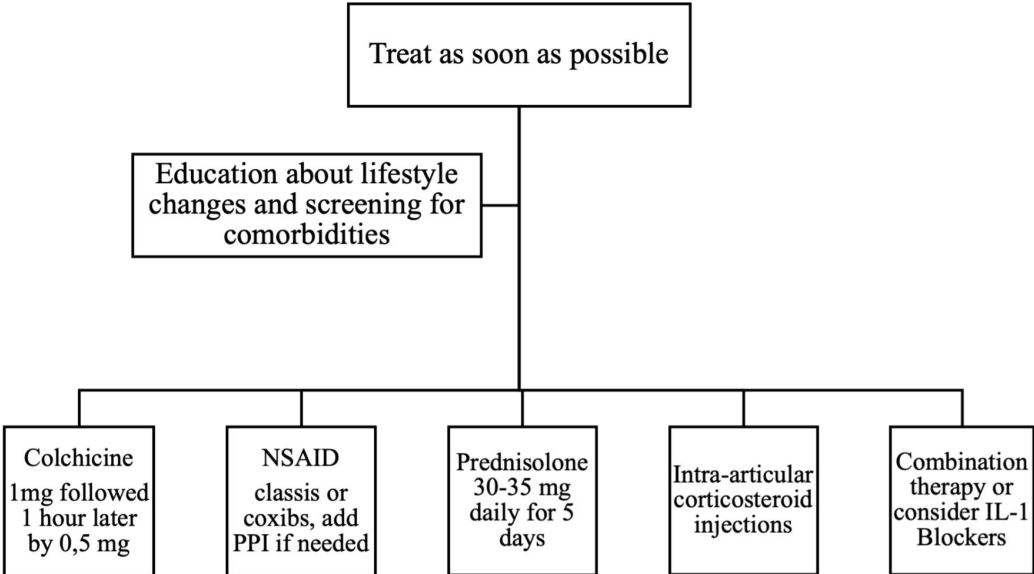 Treat as soon as possible
Education about lifestyle
changes and screening for
comorbidities
Colchicine
1mg followed
1 hour later
by 0,5 mg
NSAID
classis or
coxibs, add
PPI if needed
Prednisolone
30-35 mg
daily for 5
days
Intra-articular
corticosteroid
injections
Combination
therapy or
consider IL-1
Blockers